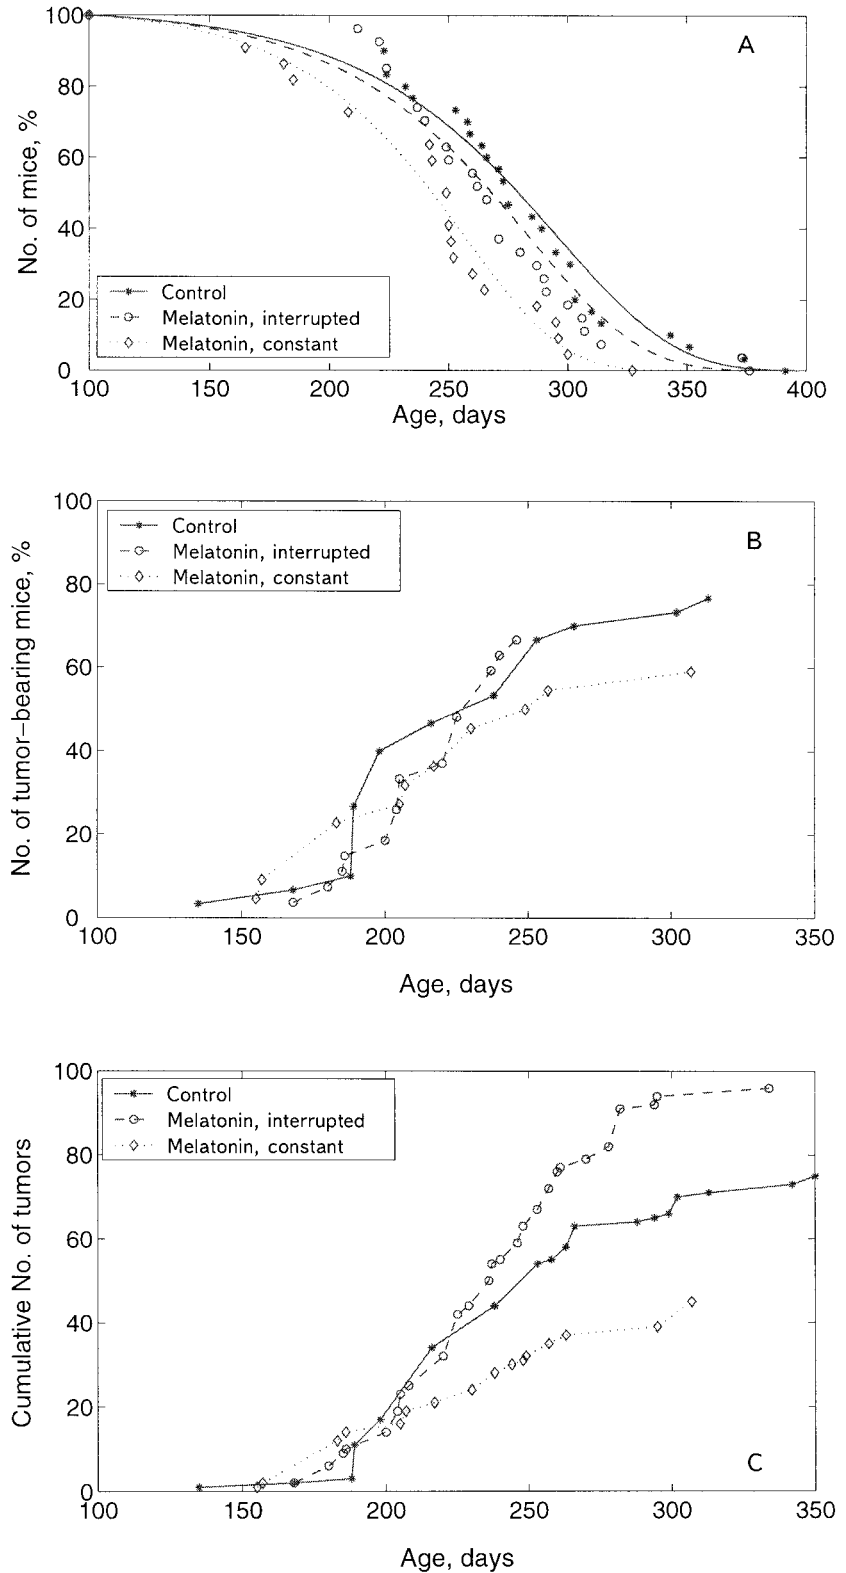 A
No. of mice, %
100
80
60
40
20
0
Control
Melatonin, interrupted
Melatonin, constant
100 150 200 250 300 350 400
Age, days
B
No. of tumor–bearing mice, %
100
80
60
40
20
0
Control
Melatonin, interrupted
Melatonin, constant
100 150 200 250 300 350
Age, days
Cumulative No. of tumors
100
80
60
40
20
0
Control
Melatonin, interrupted
Melatonin, constant
C
100 150 200 250 300 350
Age, days